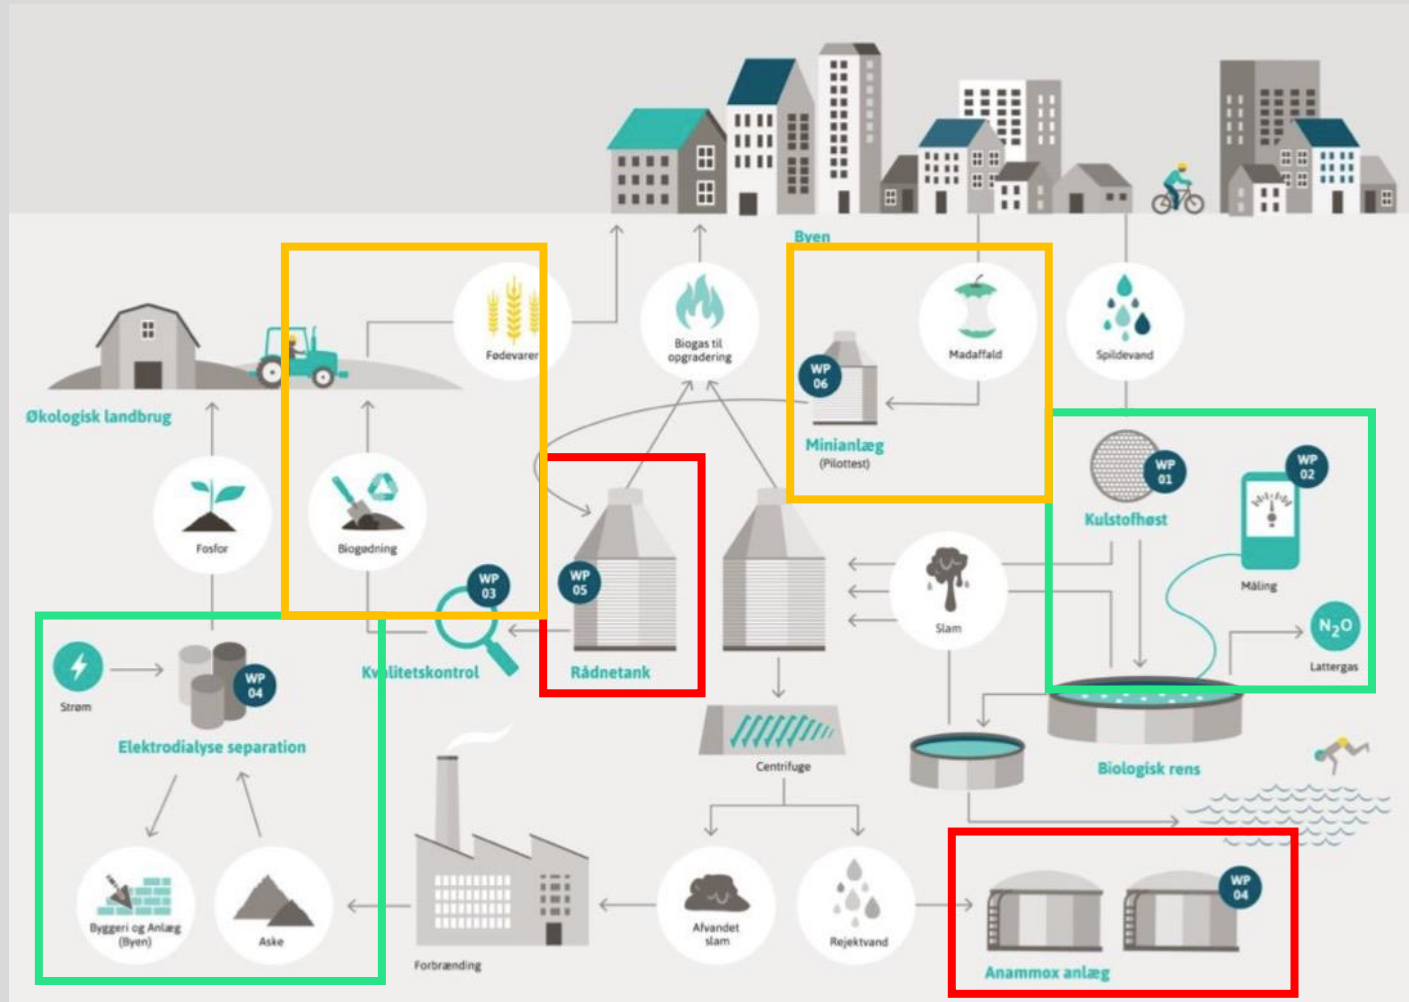 Byen
Fødevarer
Biogas til
opgradering
Madaffald
Spildevand
WP
06
Minianlæg
(Pilottest)
Økologisk landbrug
WP
01
Kulstofhøst
WP
02
Måling
N₂O
Lattergas
Fosfor
Biogødning
WP
03
Kvalitetskontrol
WP
05
Rådnetank
Slam
Strøm
WP
04
Elektrodialyse separation
Centrifuge
Biologisk rens
Byggeri og Anlæg
(Byen)
Aske
Forbrænding
Afvandet
slam
Rejektvand
WP
04
Anammox anlæg